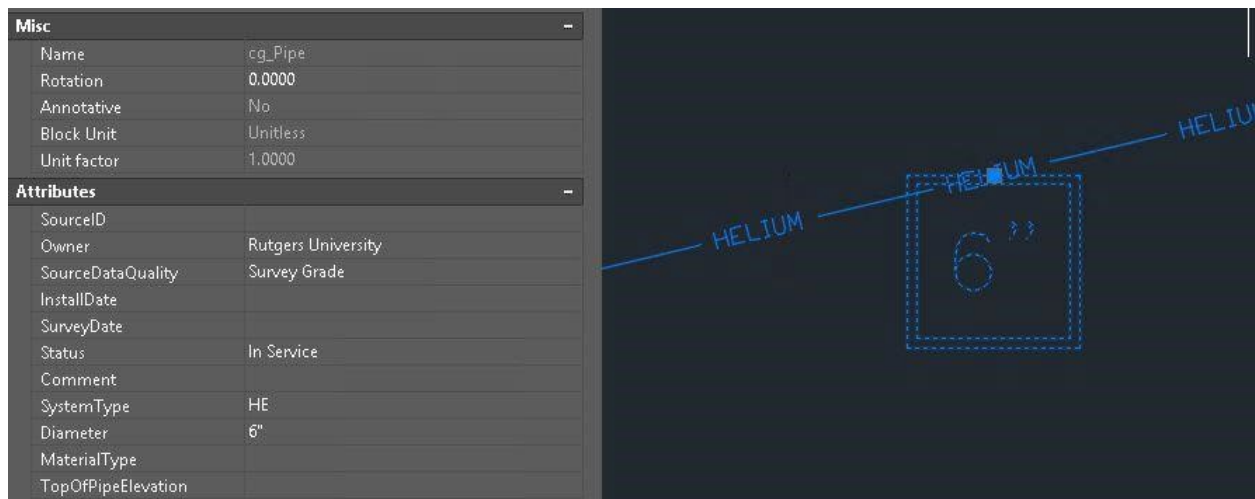 Misc
Name cg_Pipe
Rotation 0.0000
Annotative No
Block Unit Unitless
Unit factor 1.0000
Attributes
SourceID
Owner Rutgers University
SourceDataQuality Survey Grade
InstallDate
SurveyDate
Status In Service
Comment
SystemType HE
Diameter 6"
MaterialType
TopOfPipeElevation
HELIUM
HELIUM
HELIU
6"